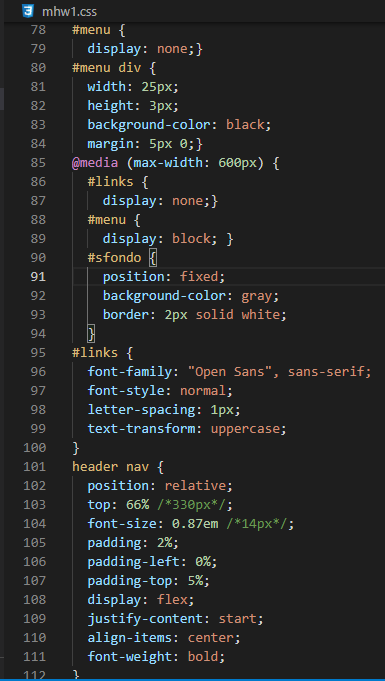 mhw1.css
78 #menu {
79 display: none;}
80 #menu div {
81 width: 25px;
82 height: 3px;
83 background-color: black;
84 margin: 5px 0;}
85 @media (max-width: 600px) {
86 #links {
87 display: none;}
88 #menu {
89 display: block; }
90 #sfondo {
91 position: fixed;
92 background-color: gray;
93 border: 2px solid white;
94 }
95 #links {
96 font-family: "Open Sans", sans-serif;
97 font-style: normal;
98 letter-spacing: 1px;
99 text-transform: uppercase;
100 }
101 header nav {
102 position: relative;
103 top: 66% /*330px*/;
104 font-size: 0.87em /*14px*/;
105 padding: 2%;
106 padding-left: 0%;
107 padding-top: 5%;
108 display: flex;
109 justify-content: start;
110 align-items: center;
111 font-weight: bold;
112 }